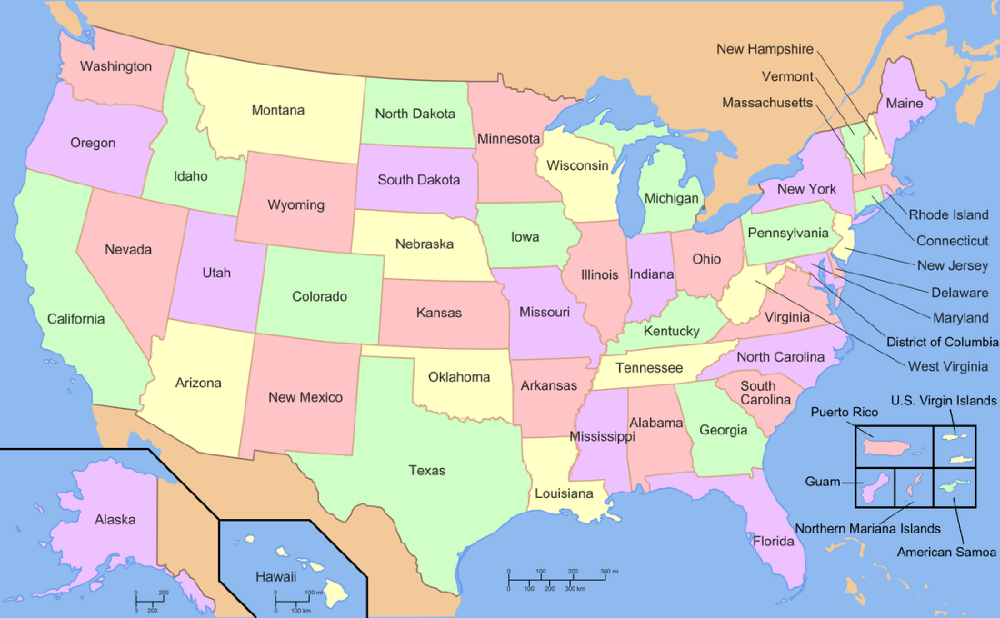 New Hampshire
Vermont
Massachusetts
Washington
Montana
North Dakota
Minnesota
Maine
Oregon
Idaho
Wyoming
South Dakota
Wisconsin
Michigan
New York
Rhode Island
Connecticut
New Jersey
Delaware
Maryland
District of Columbia
West Virginia
Nevada
Utah
Colorado
Nebraska
Iowa
Illinois
Indiana
Ohio
Pennsylvania
California
Kansas
Missouri
Kentucky
Virginia
Arizona
New Mexico
Oklahoma
Arkansas
Tennessee
North Carolina
South
Carolina
Texas
Louisiana
Mississippi
Alabama
Georgia
Florida
U.S. Virgin Islands
Puerto Rico
Guam
Northern Mariana Islands
American Samoa
Alaska
0 200
0 200
Hawaii
0 100 mi
0 100 km
0 100 200 300 mi
0 100 200 300 km